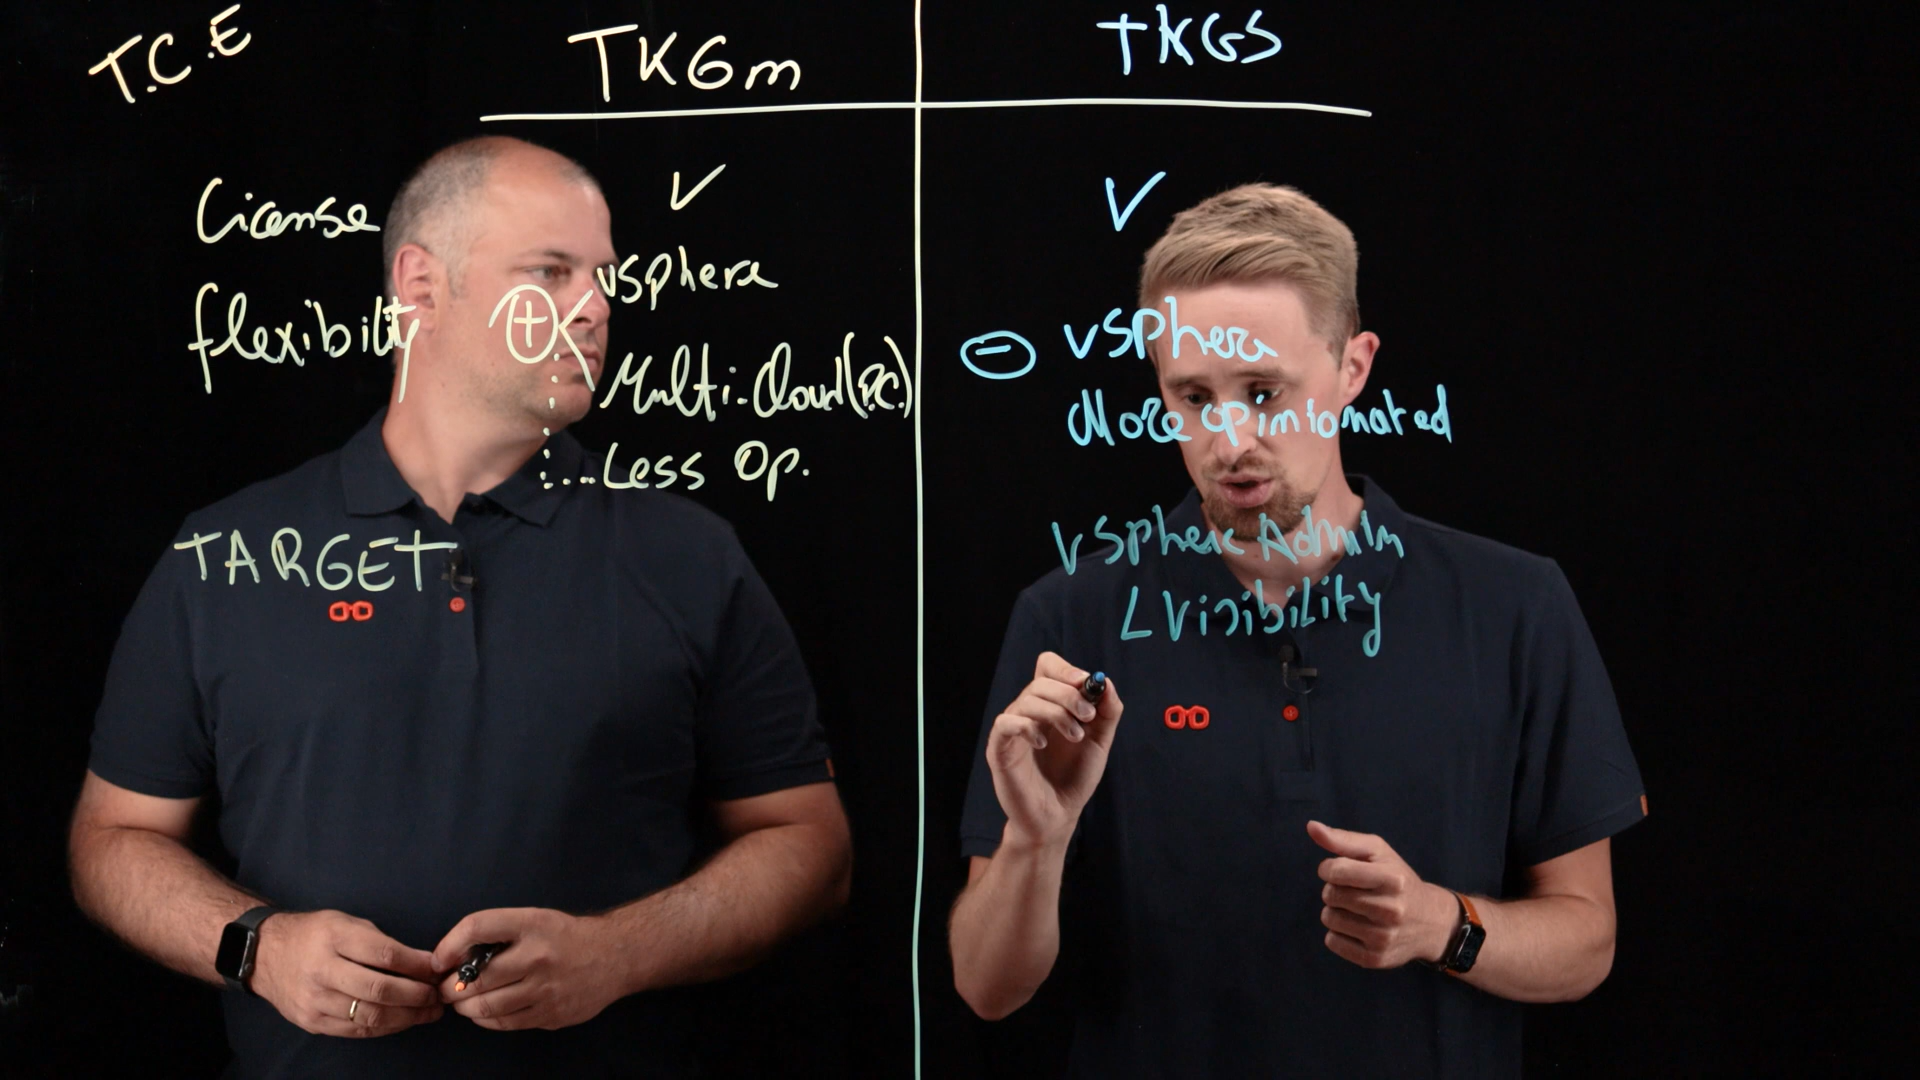 T.C.E
TKGm
TKGS
License
✓
✓
flexibility
+
vsphere
Multi-Cloud (P.C.)
Less Op.
-
vSphere
More opinionated
TARGET
vSphere Admin
Visibility